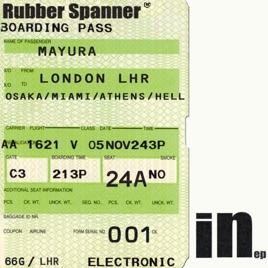 Rubber Spanner®
BOARDING PASS
NAME OF PASSENGER
MAYURA
X/O FROM
LONDON LHR
X/O TO
OSAKA/MIAMI/ATHENS/HELL
CARRIER FLIGHT CLASS DATE TIME
AA 1621 V 05NOV243P
GATE BOARDING TIME SEAT SMOKE
C3 213P 24A NO
ADDITIONAL SEAT INFORMATION
PCS. CK. WT. UNCK. WT. SEQ. NO. PCS. CK. WT. UNCK. WT.
BAGGAGE ID NR.
COUPON AIRLINE FORM SERIAL NO. 001 CK
66G / LHR ELECTRONIC
in
ep